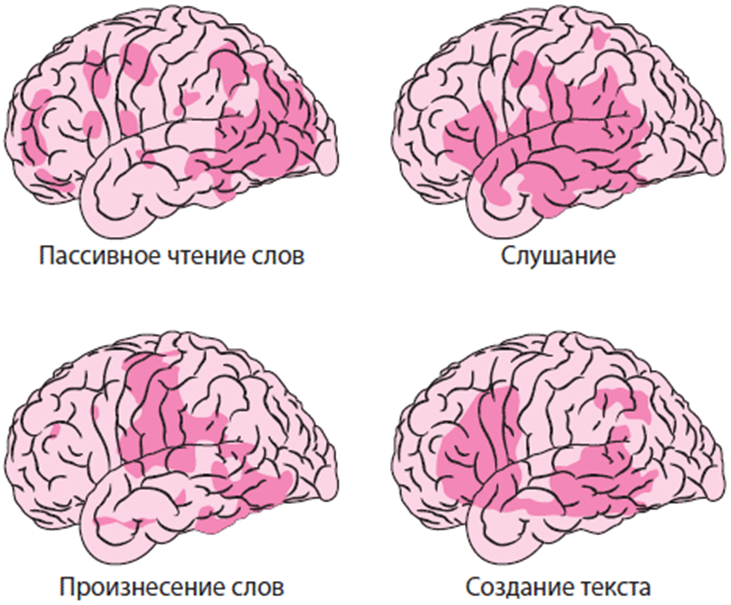 Пассивное чтение слов
Слушание
Произнесение слов
Создание текста